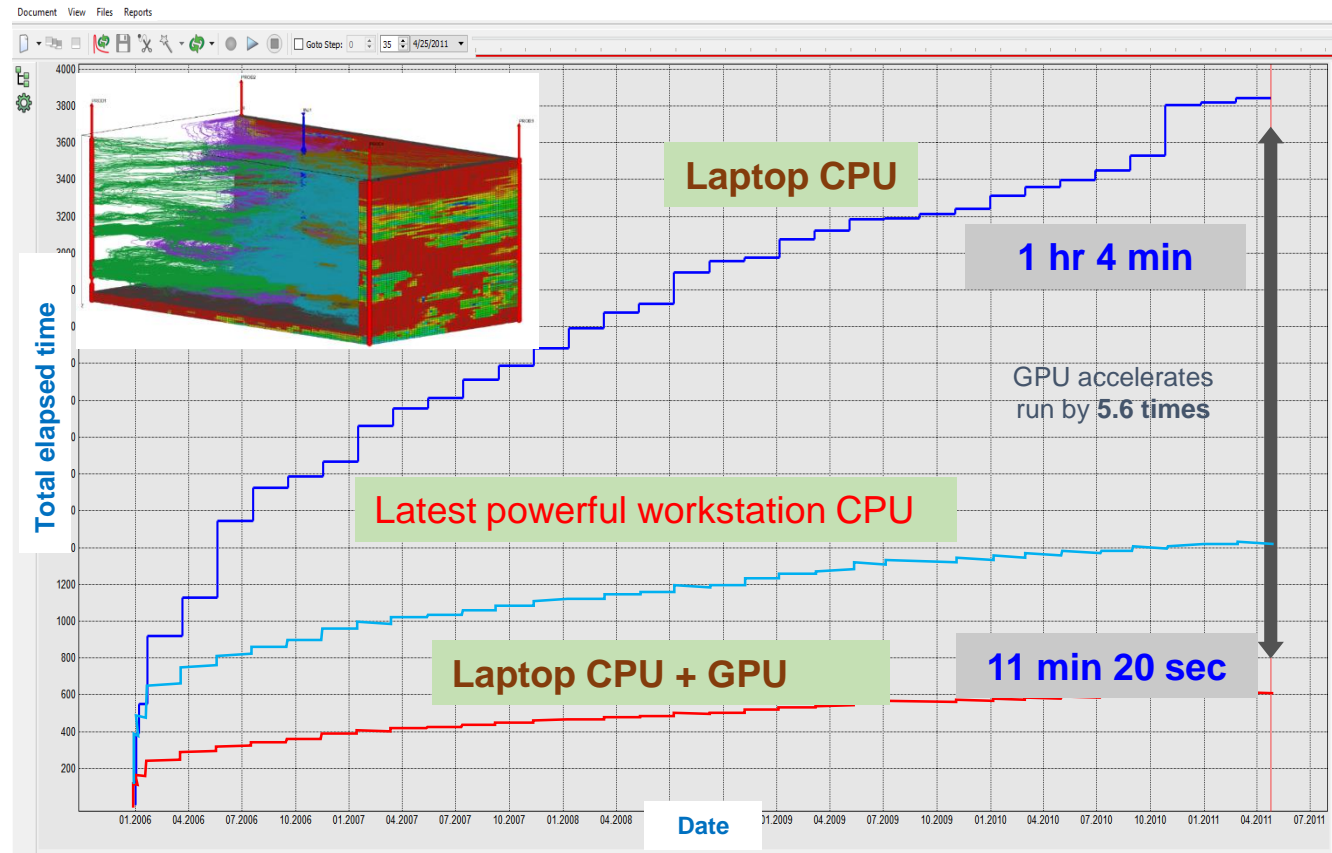 Document View Files Reports
Goto Step: 0 35 4/25/2011
4000
3800
3600
3400
3200
1200
1000
800
600
400
200
PROD2
Laptop CPU
1 hr 4 min
GPU accelerates
run by 5.6 times
Latest powerful workstation CPU
Laptop CPU + GPU
11 min 20 sec
Total elapsed time
01.2006 04.2006 07.2006 10.2006 01.2007 04.2007 07.2007 10.2007 01.2008 04.2008 01.2009 04.2009 07.2009 10.2009 01.2010 04.2010 07.2010 10.2010 01.2011 04.2011 07.2011
Date